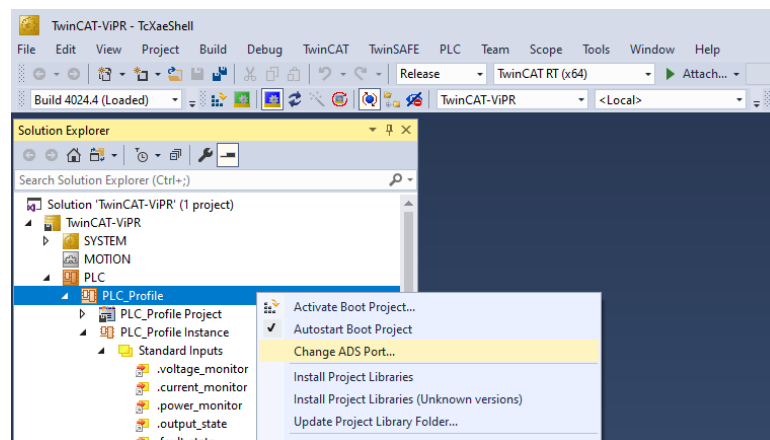 TwinCAT-ViPR - TcXaeShell
File Edit View Project Build Debug TwinCAT TwinSAFE PLC Team Scope Tools Window Help
Release TwinCAT RT (x64) Attach...
Build 4024.4 (Loaded) TwinCAT-ViPR <Local>
Solution Explorer
Search Solution Explorer (Ctrl+;)
Solution 'TwinCAT-ViPR' (1 project)
TwinCAT-ViPR
SYSTEM
MOTION
PLC
PLC_Profile
PLC_Profile Project
PLC_Profile Instance
Standard Inputs
.voltage_monitor
.current_monitor
.power_monitor
.output_state
Activate Boot Project...
Autostart Boot Project
Change ADS Port...
Install Project Libraries
Install Project Libraries (Unknown versions)
Update Project Library Folder...